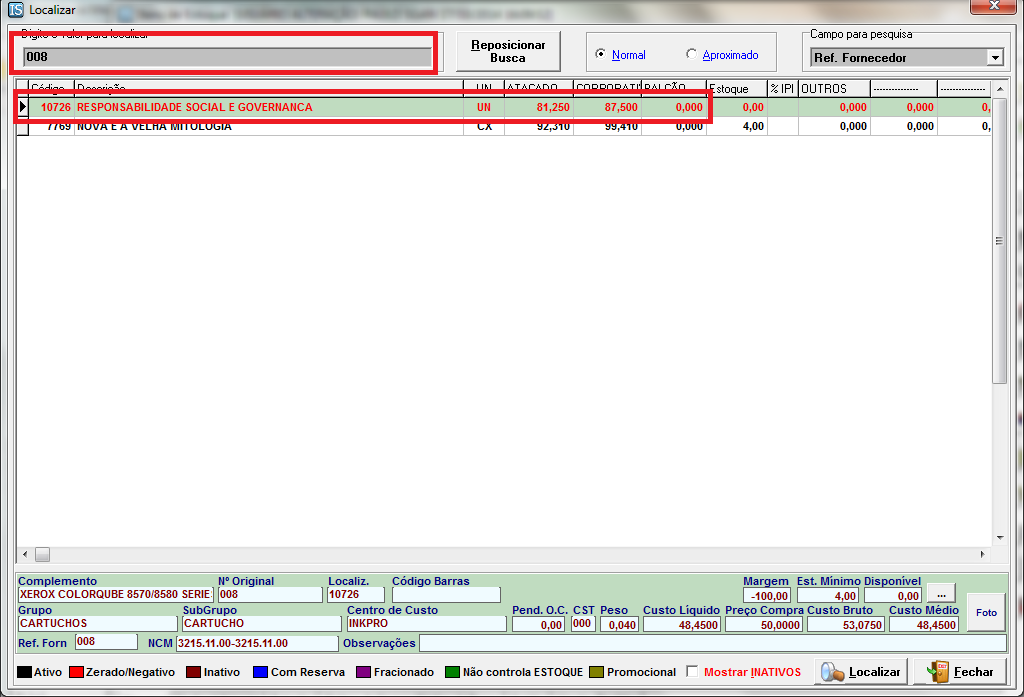 Localizar
Digite o valor para localizar
008
Reposicionar
Busca
Normal
Aproximado
Campo para pesquisa
Ref. Fornecedor
Código Descrição UN ATACADO CORPORATI BALCÃO Estoque % IPI OUTROS ------------- -------------
10726 RESPONSABILIDADE SOCIAL E GOVERNANCA UN 81,250 87,500 0,000 0,00 0,000 0,000 0,
7769 NOVA E A VELHA MITOLOGIA CX 92,310 99,410 0,000 4,00 0,000 0,000 0,
Complemento Nº Original Localiz. Código Barras Margem Est. Mínimo Disponível
XEROX COLORQUBE 8570/8580 SERIE: 008 10726 -100,00 4,00 0,00 ...
Grupo SubGrupo Centro de Custo Pend. O.C. CST Peso Custo Líquido Preço Compra Custo Bruto Custo Médio
CARTUCHOS CARTUCHO INKPRO 0,00 000 0,040 48,4500 50,0000 53,0750 48,4500
Foto
Ref. Forn 008 NCM 3215.11.00-3215.11.00 Observações
Ativo Zerado/Negativo Inativo Com Reserva Fracionado Não controla ESTOQUE Promocional Mostrar INATIVOS Localizar Fechar